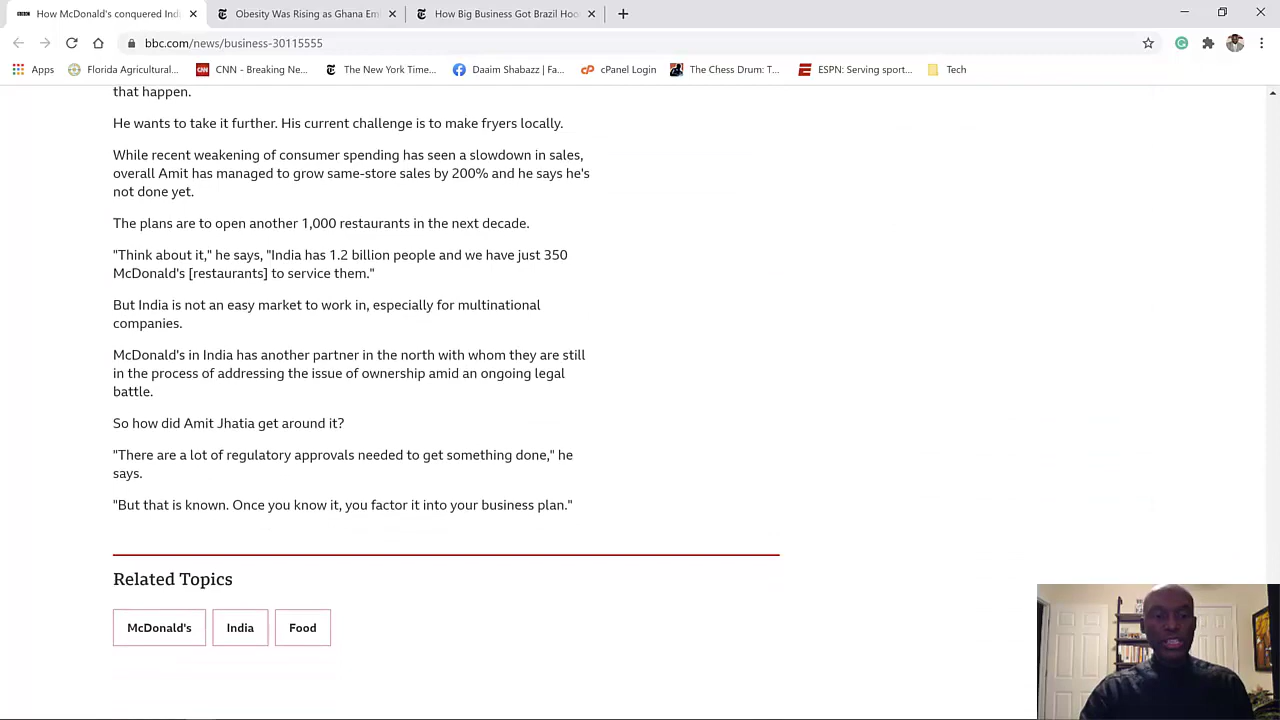 How McDonald's conquered Ind
Obesity Was Rising as Ghana Em
How Big Business Got Brazil Hoo
bbc.com/news/business-30115555
Apps
Florida Agricultural...
CNN - Breaking Ne...
The New York Time...
Daaim Shabazz, Fa...
cPanel Login
The Chess Drum: T...
ESPN: Serving sport...
Tech
that happen.
He wants to take it further. His current challenge is to make fryers locally.
While recent weakening of consumer spending has seen a slowdown in sales,
overall Amit has managed to grow same-store sales by 200% and he says he's
not done yet.
The plans are to open another 1,000 restaurants in the next decade.
"Think about it," he says, "India has 1.2 billion people and we have just 350
McDonald's [restaurants] to service them."
But India is not an easy market to work in, especially for multinational
companies.
McDonald's in India has another partner in the north with whom they are still
in the process of addressing the issue of ownership amid an ongoing legal
battle.
So how did Amit Jhatia get around it?
"There are a lot of regulatory approvals needed to get something done," he
says.
"But that is known. Once you know it, you factor it into your business plan."
Related Topics
McDonald's
India
Food